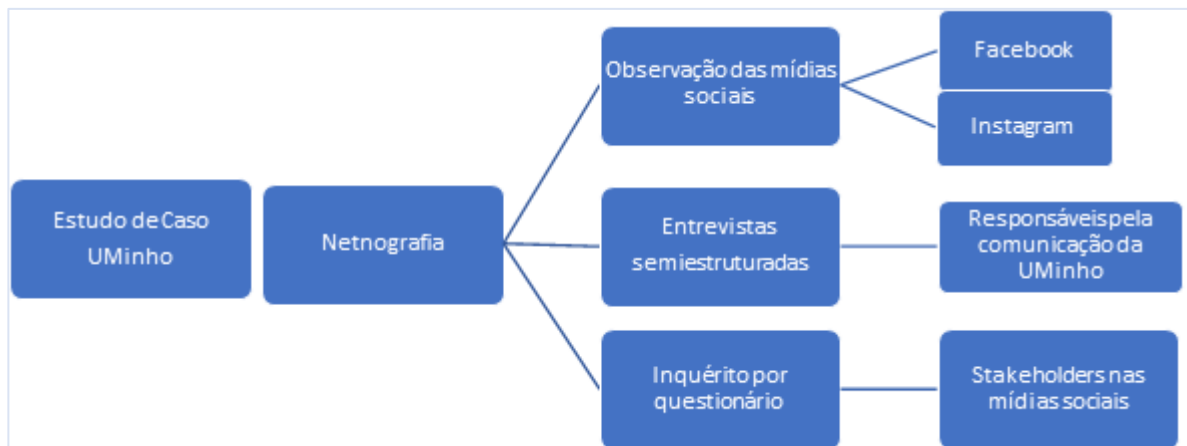 Estudo de Caso
UMinho
Netnografia
Observação das mídias
sociais
Facebook
Instagram
Entrevistas
semiestruturadas
Responsáveis pela
comunicação da
UMinho
Inquérito por
questionário
Stakeholders nas
mídias sociais